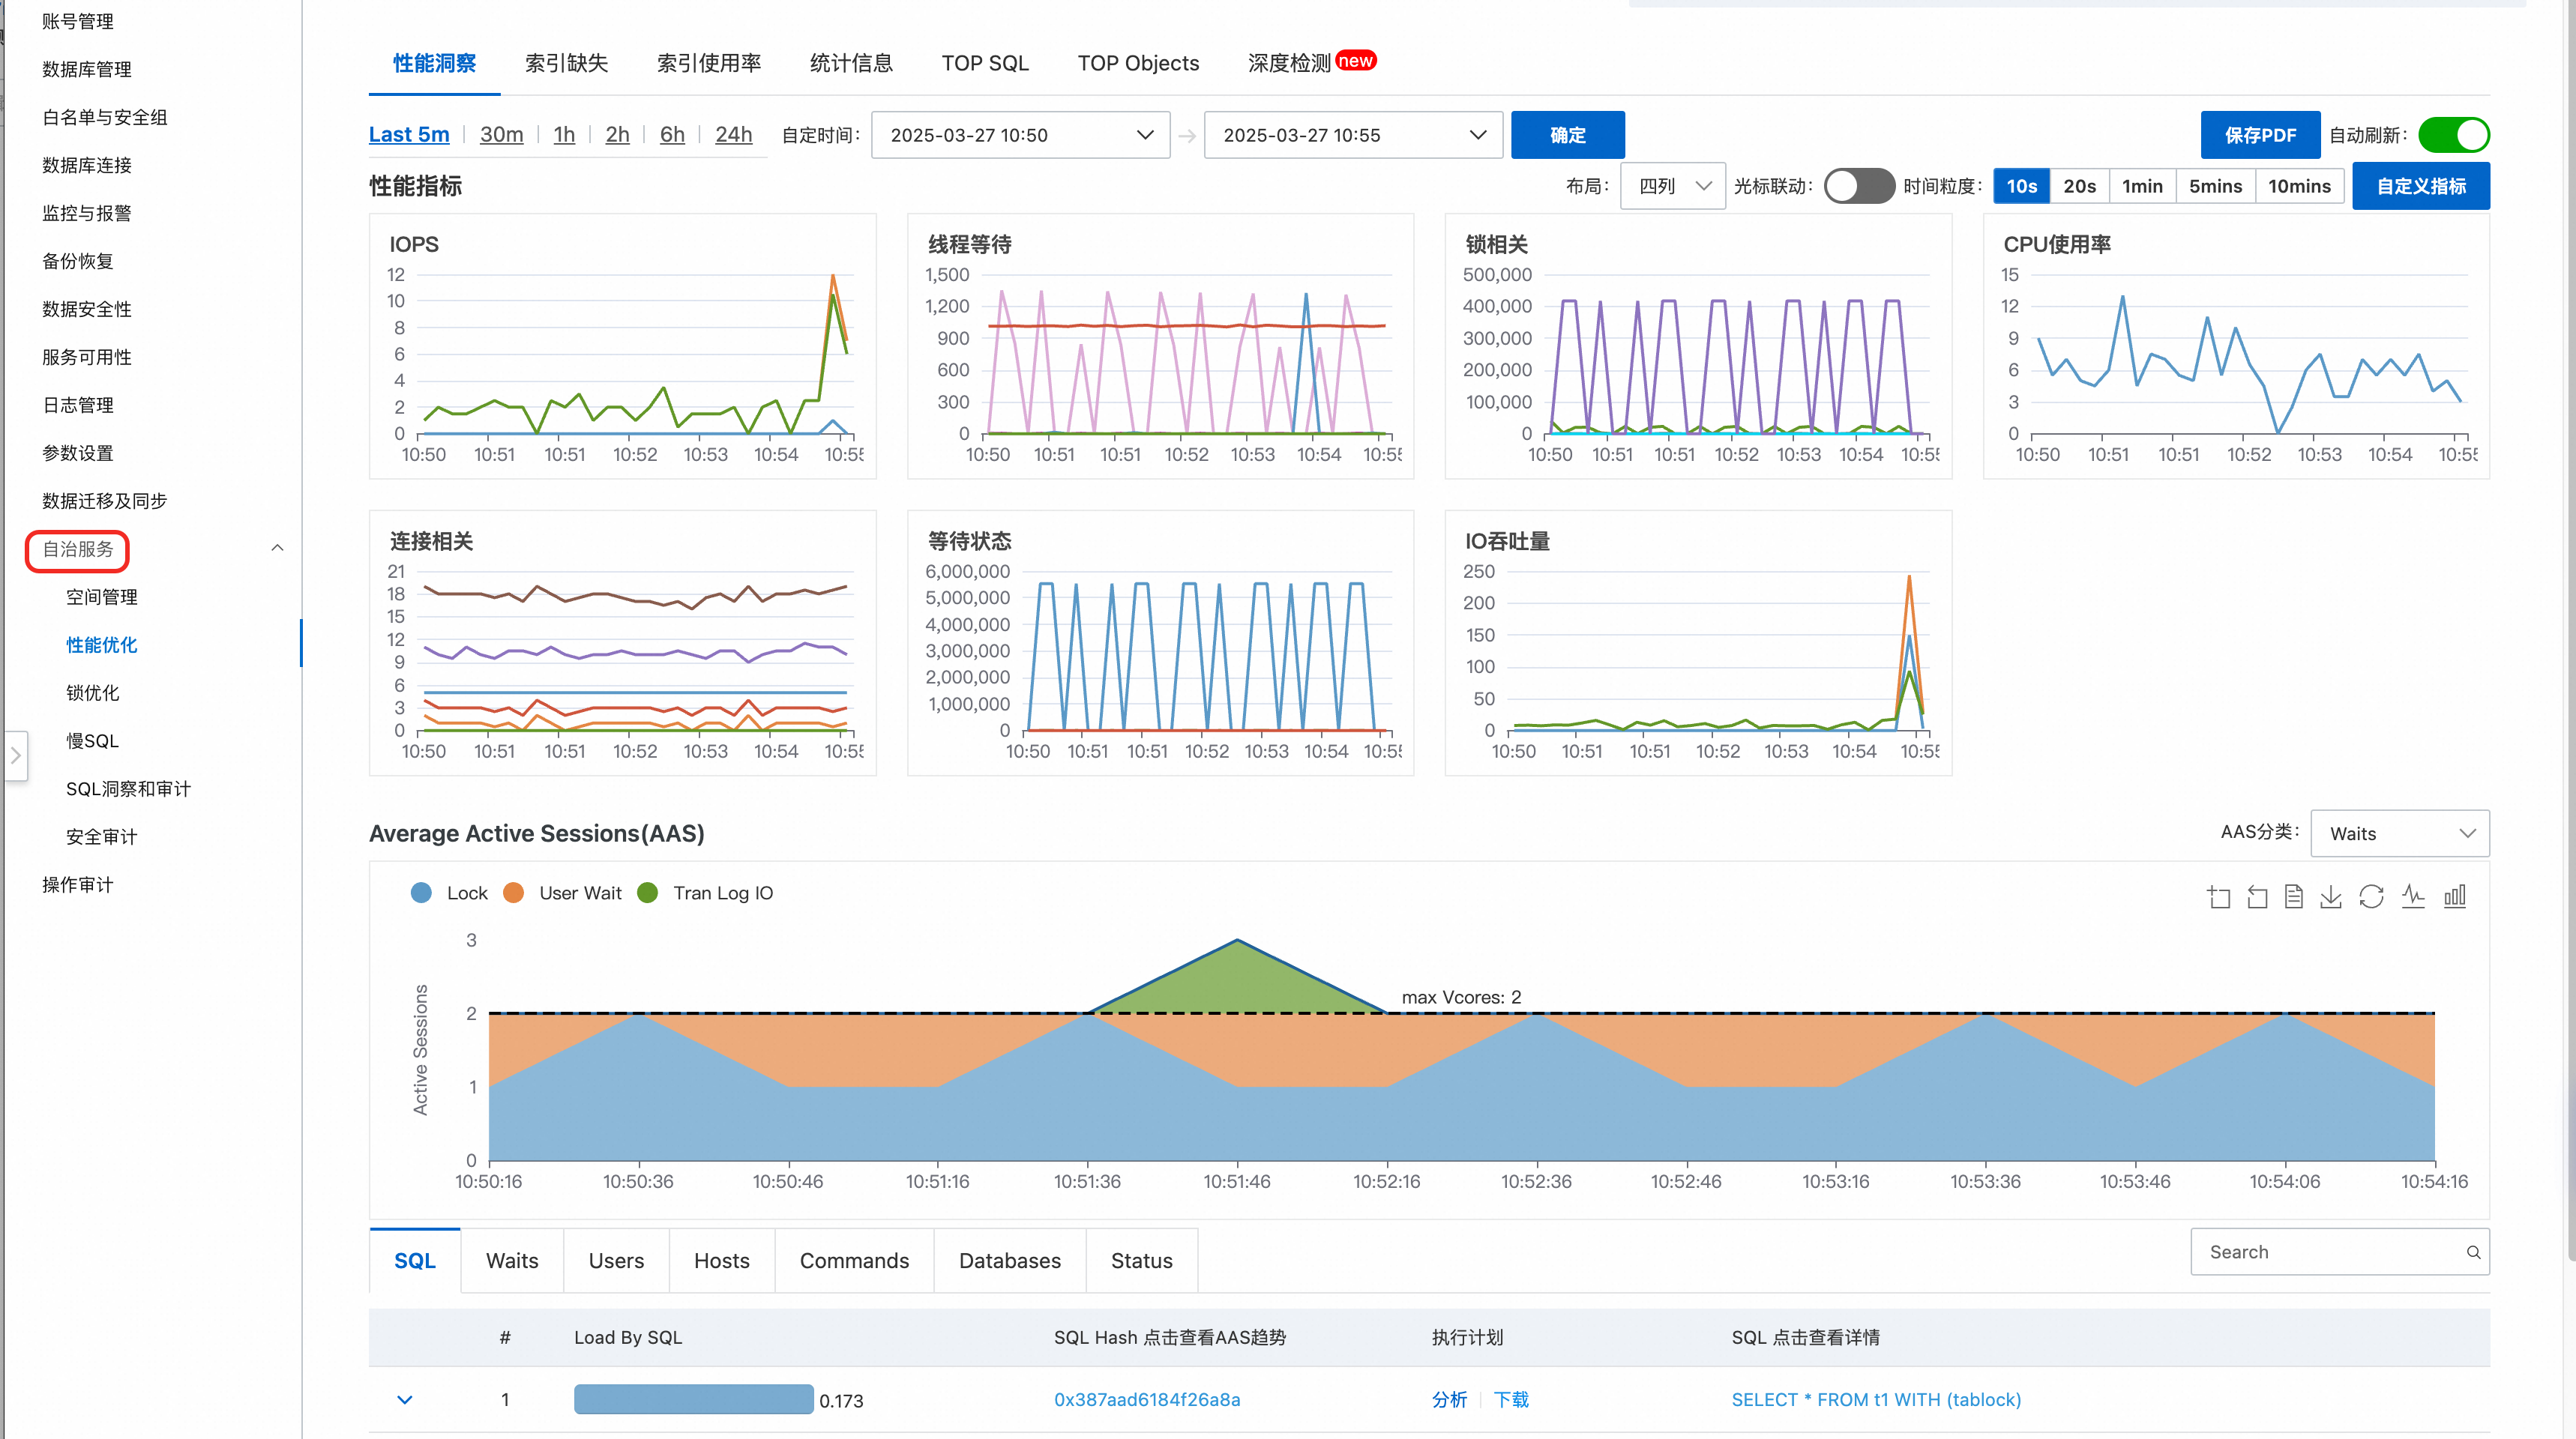 账号管理
数据库管理
白名单与安全组
数据库连接
监控与报警
备份恢复
数据安全性
服务可用性
日志管理
参数设置
数据迁移及同步
自治服务
空间管理
性能优化
锁优化
慢SQL
SQL洞察和审计
安全审计
操作审计
性能洞察 索引缺失 索引使用率 统计信息 TOP SQL TOP Objects 深度检测 new
Last 5m 30m 1h 2h 6h 24h 自定时间: 2025-03-27 10:50 2025-03-27 10:55 确定 保存PDF 自动刷新:
性能指标 布局: 四列 光标联动: 时间粒度: 10s 20s 1min 5mins 10mins 自定义指标
IOPS
12
10
8
6
4
2
0
10:50 10:51 10:51 10:52 10:53 10:54 10:55
线程等待
1,500
1,200
900
600
300
0
10:50 10:51 10:51 10:52 10:53 10:54 10:55
锁相关
500,000
400,000
300,000
200,000
100,000
0
10:50 10:51 10:51 10:52 10:53 10:54 10:55
CPU使用率
15
12
9
6
3
0
10:50 10:51 10:51 10:52 10:53 10:54 10:55
连接相关
21
18
15
12
9
6
3
0
10:50 10:51 10:51 10:52 10:53 10:54 10:55
等待状态
6,000,000
5,000,000
4,000,000
3,000,000
2,000,000
1,000,000
0
10:50 10:51 10:51 10:52 10:53 10:54 10:55
IO吞吐量
250
200
150
100
50
0
10:50 10:51 10:51 10:52 10:53 10:54 10:55
Average Active Sessions(AAS) AAS分类: Waits
Lock User Wait Tran Log IO
Active Sessions
3
2
1
0
max Vcores: 2
10:50:16 10:50:36 10:50:46 10:51:16 10:51:36 10:51:46 10:52:16 10:52:36 10:52:46 10:53:16 10:53:36 10:53:46 10:54:06 10:54:16
SQL Waits Users Hosts Commands Databases Status Search
# Load By SQL SQL Hash 点击查看AAS趋势 执行计划 SQL 点击查看详情
1 0.173 0x387aad6184f26a8a 分析 下载 SELECT * FROM t1 WITH (tablock)